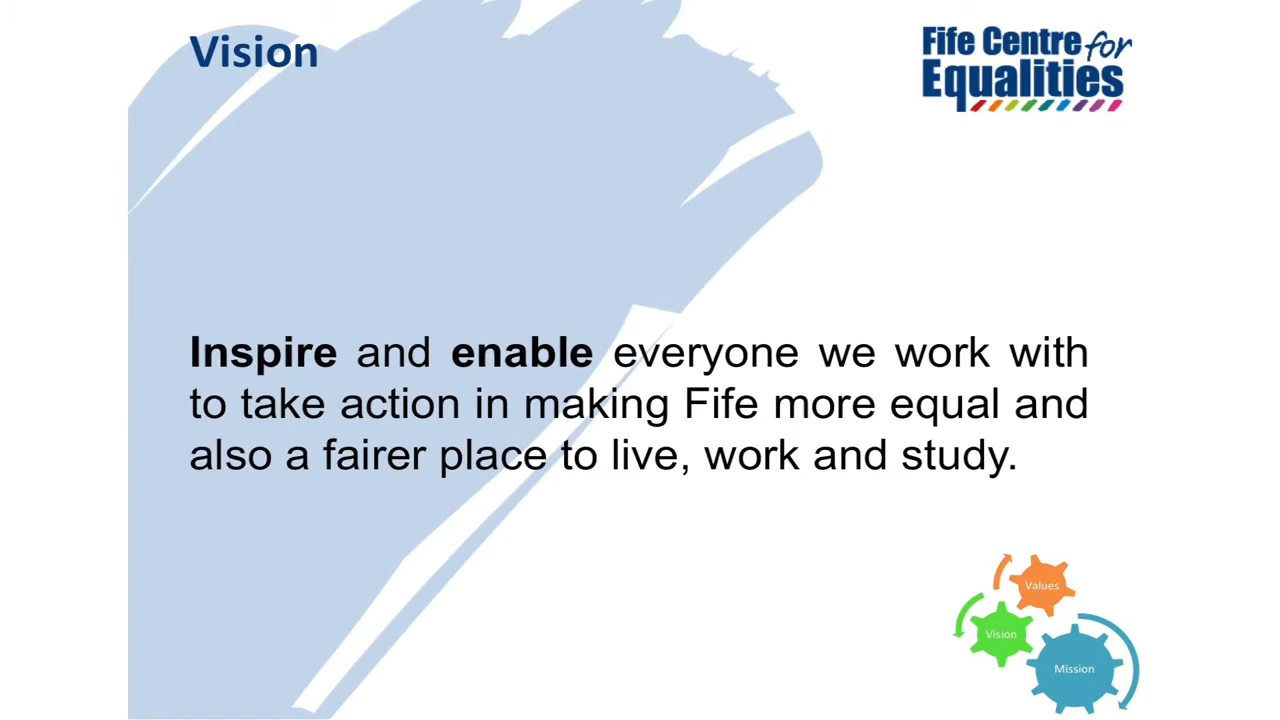 Vision
Fife Centre for
Equalities
Inspire and enable everyone we work with
to take action in making Fife more equal and
also a fairer place to live, work and study.
Values
Vision
Mission